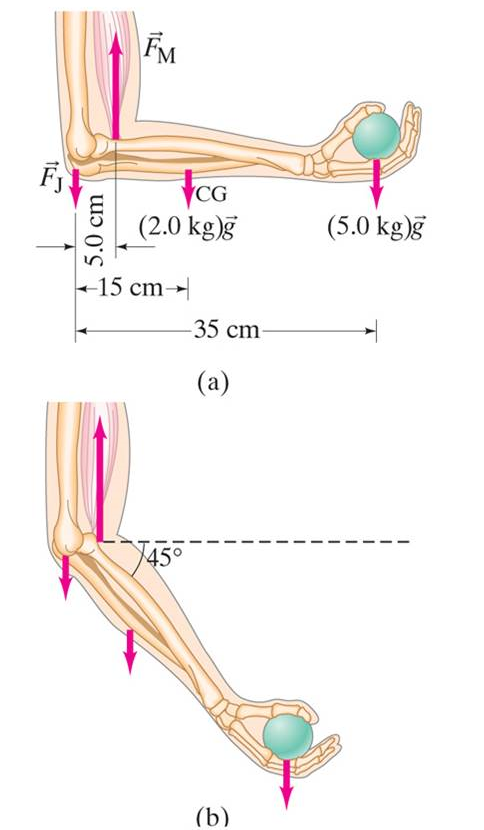 F⃗M
F⃗J
CG
(2.0 kg)g⃗
(5.0 kg)g⃗
5.0 cm
15 cm
35 cm
(a)
45°
(b)